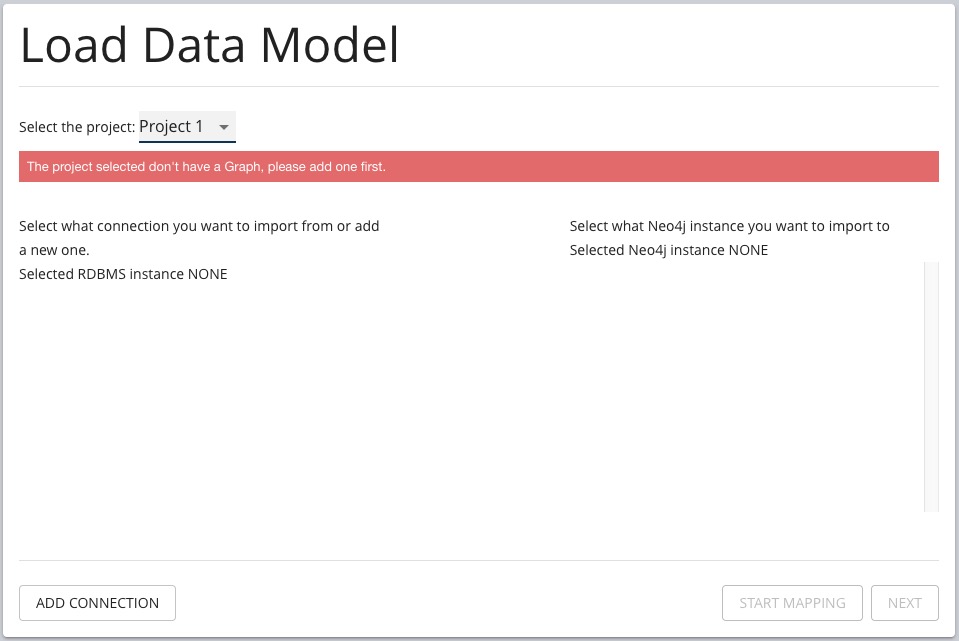 Load Data Model
Select the project: Project 1
The project selected don't have a Graph, please add one first.
Select what connection you want to import from or add
a new one.
Selected RDBMS instance NONE
Select what Neo4j instance you want to import to
Selected Neo4j instance NONE
ADD CONNECTION
START MAPPING
NEXT